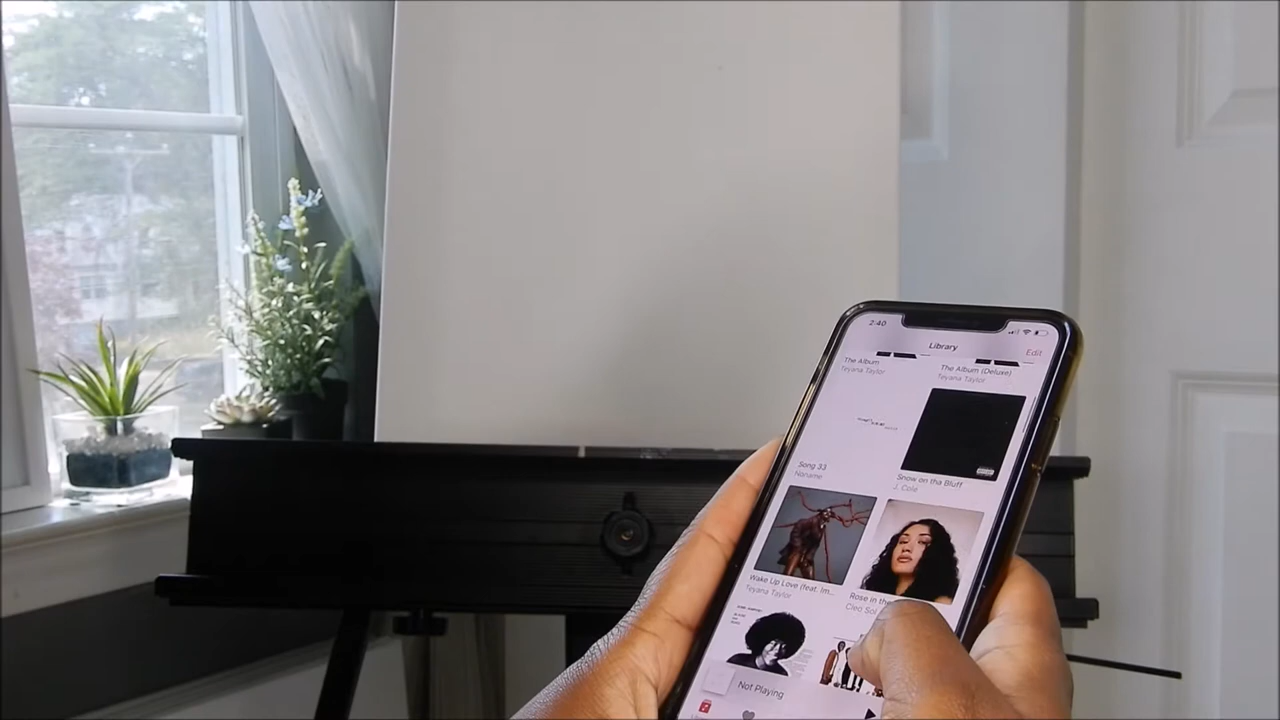 2:40
Library
Edit
The Album
Teyana Taylor
The Album (Deluxe)
Teyana Taylor
Song 33
Noname
Snow on tha Bluff
J. Cole
Wake Up Love (feat. Im...
Teyana Taylor
Rose in the
Cleo Sol
Not Playing